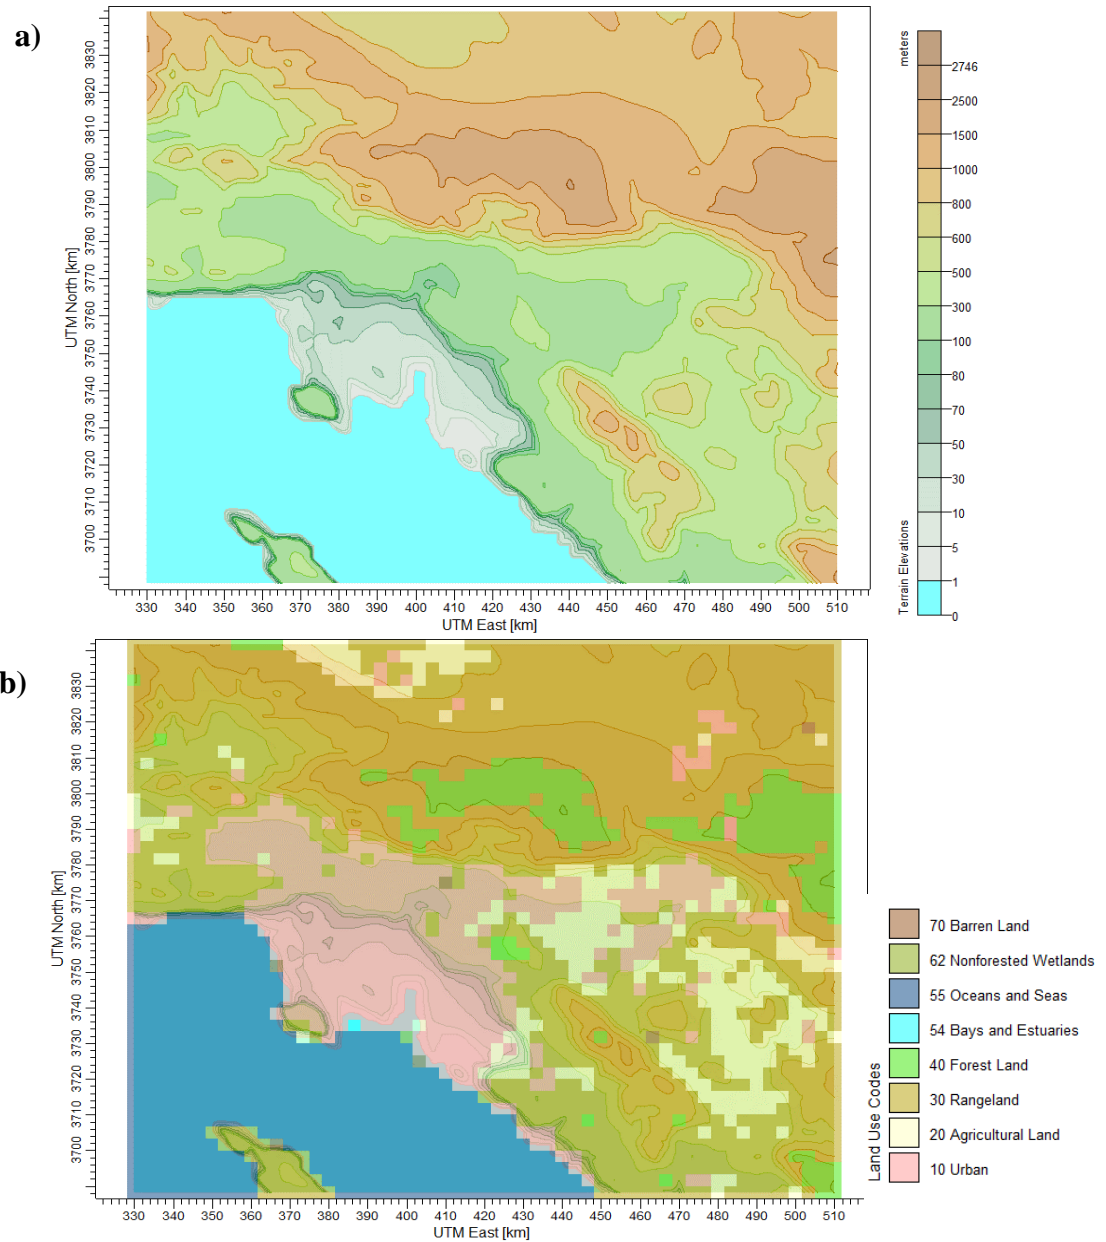 a)
UTM North [km]
3830
3820
3810
3800
3790
3780
3770
3760
3750
3740
3730
3720
3710
3700
330 340 350 360 370 380 390 400 410 420 430 440 450 460 470 480 490 500 510
UTM East [km]
meters
2746
2500
1500
1000
800
600
500
300
100
80
70
50
30
10
5
1
0
Terrain Elevations
b)
UTM North [km]
3830
3820
3810
3800
3790
3780
3770
3760
3750
3740
3730
3720
3710
3700
330 340 350 360 370 380 390 400 410 420 430 440 450 460 470 480 490 500 510
UTM East [km]
Land Use Codes
70 Barren Land
62 Nonforested Wetlands
55 Oceans and Seas
54 Bays and Estuaries
40 Forest Land
30 Rangeland
20 Agricultural Land
10 Urban